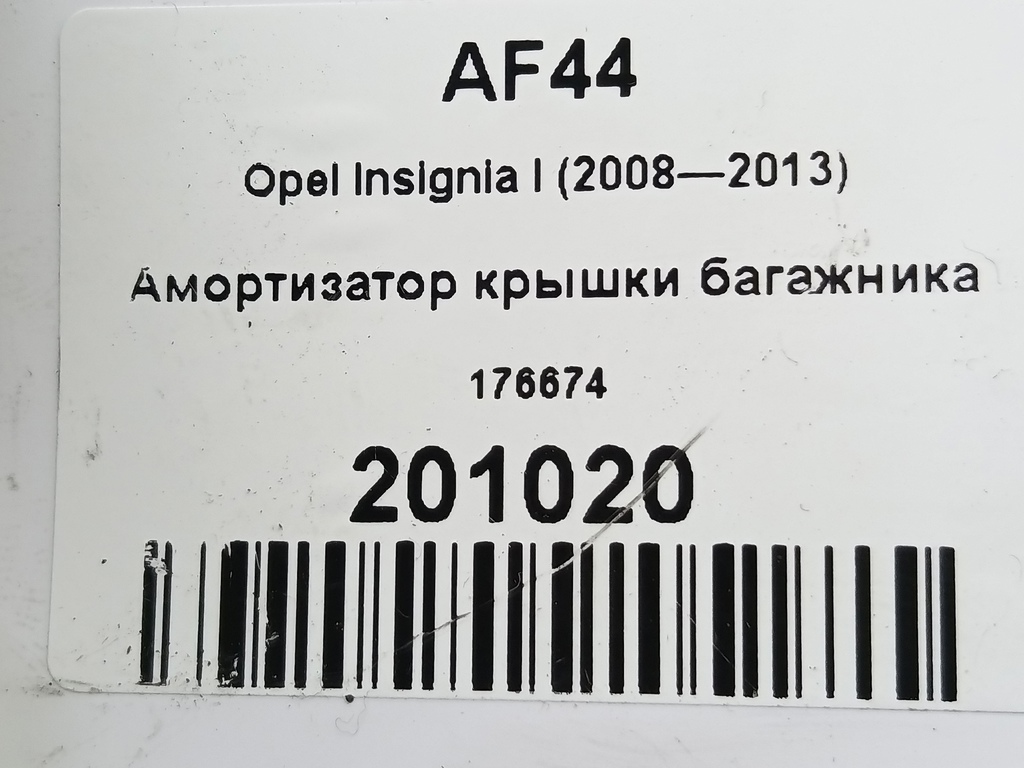 AF44
Opel Insignia I (2008—2013)
Амортизатор крышки багажника
176674
201020